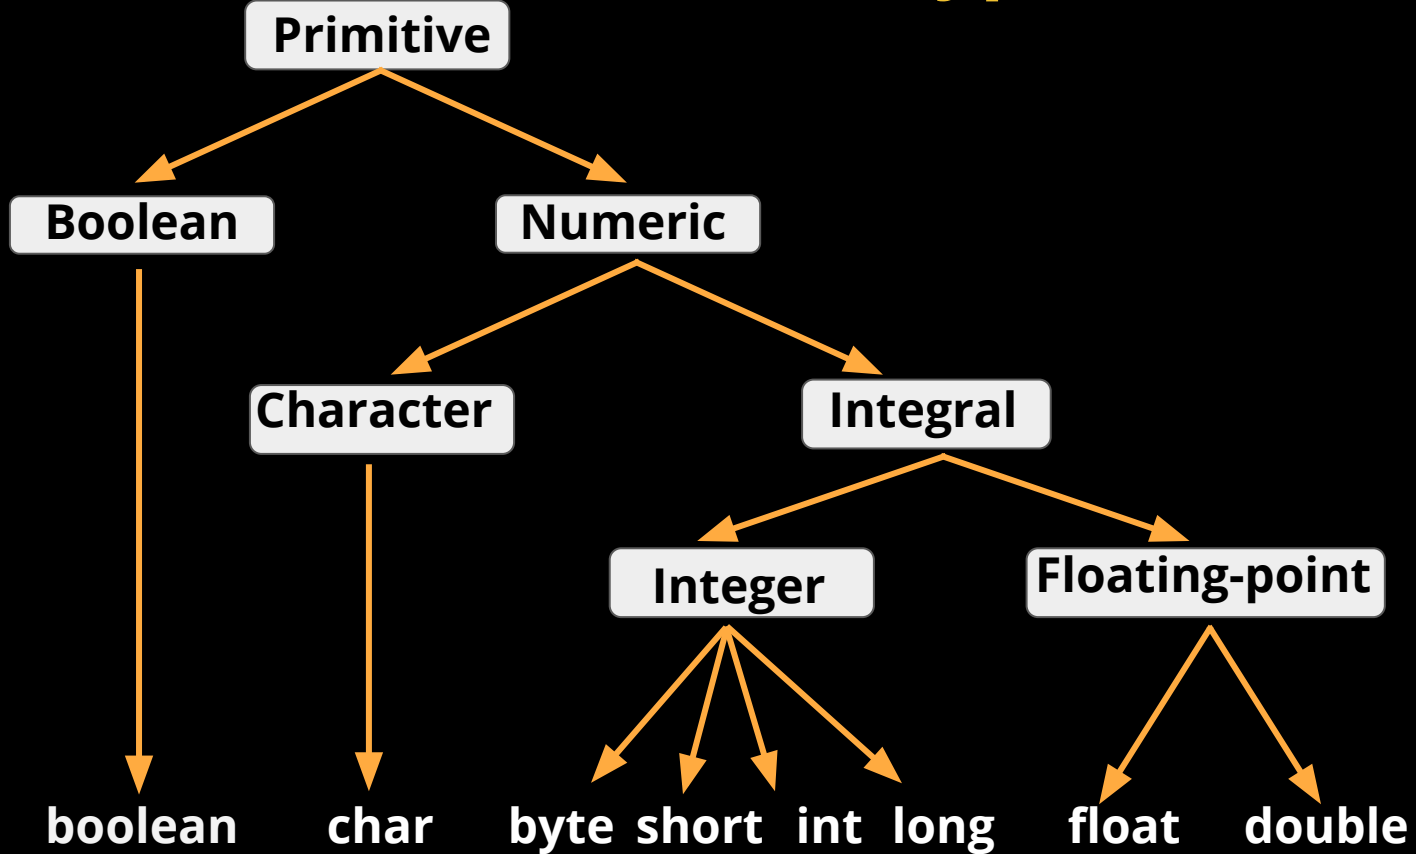 Primitive
Boolean
Numeric
Character
Integral
Integer
Floating-point
boolean char byte short int long float double